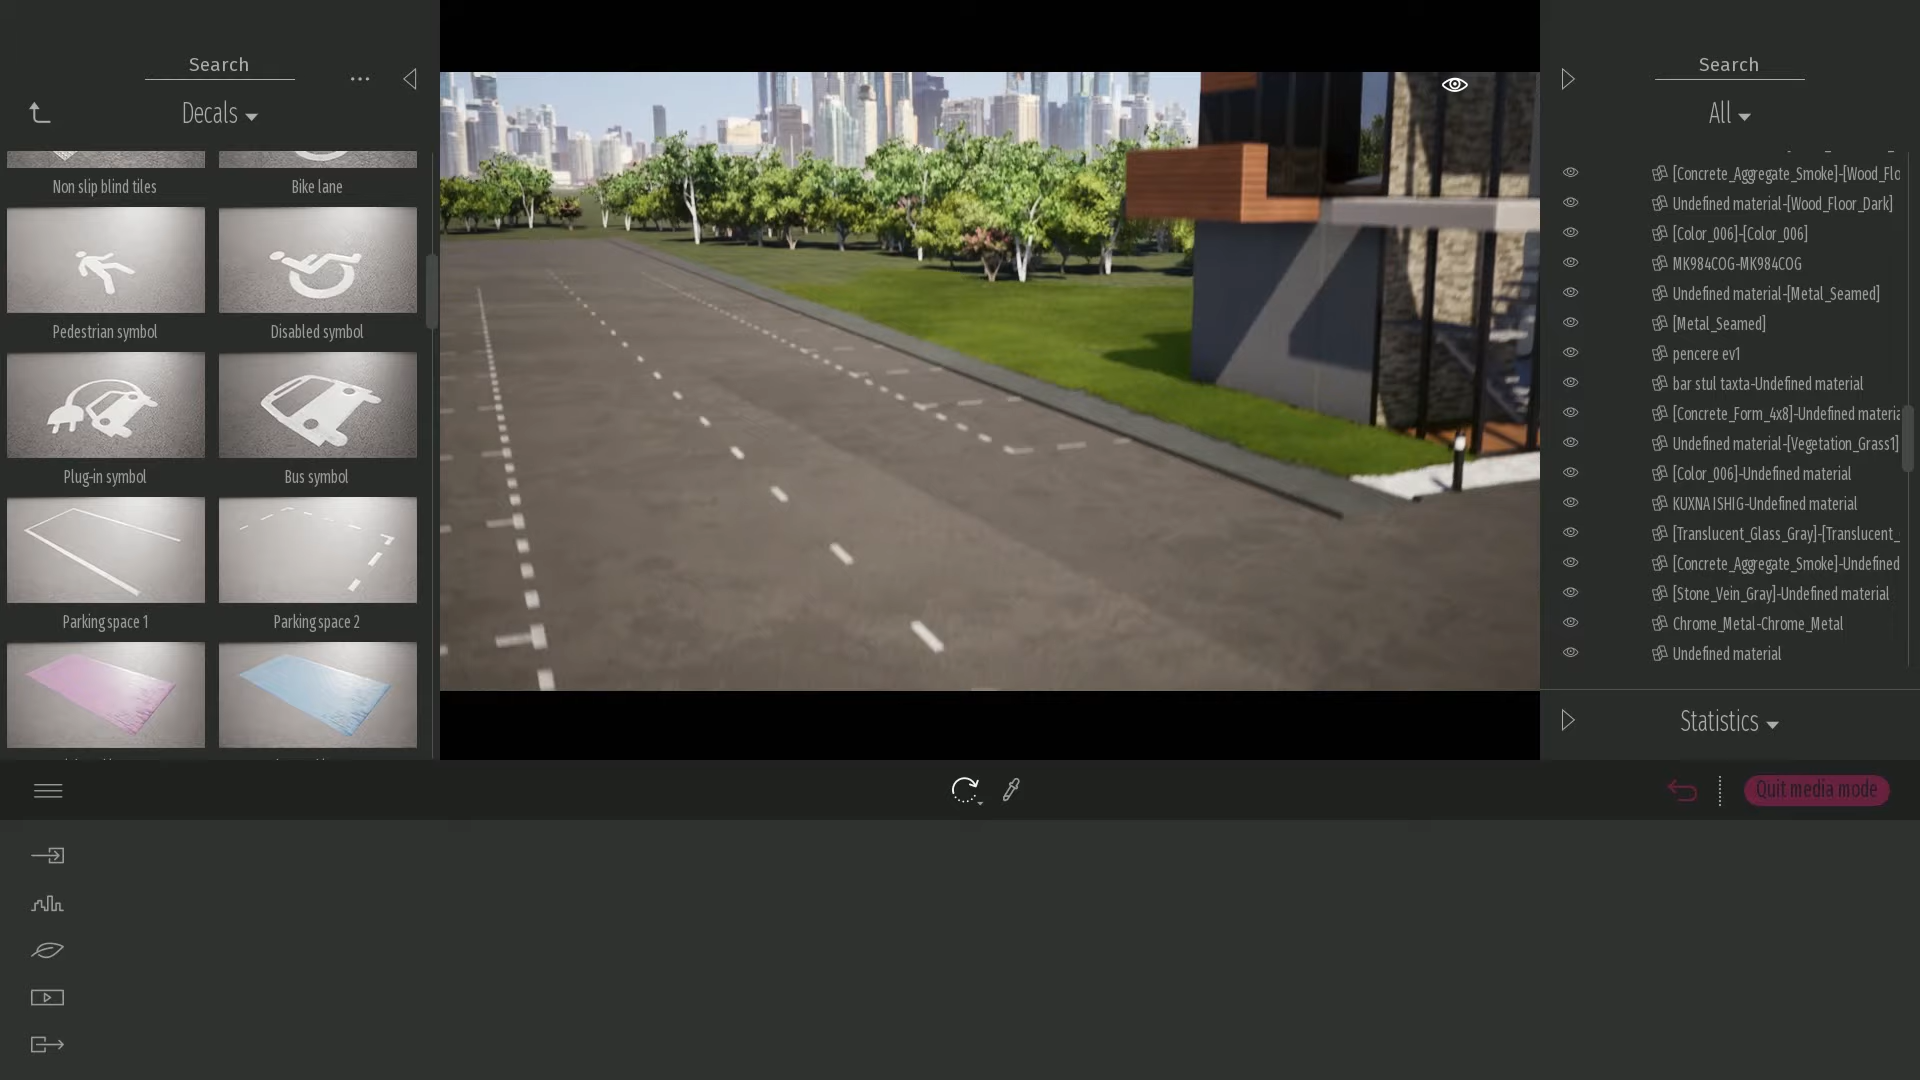 Search
Decals
Non slip blind tiles
Bike lane
Pedestrian symbol
Disabled symbol
Plug-in symbol
Bus symbol
Parking space 1
Parking space 2
Search
All
[Concrete_Aggregate_Smoke]-[Wood_Flo
Undefined material-[Wood_Floor_Dark]
[Color_006]-[Color_006]
MK984COG-MK984COG
Undefined material-[Metal_Seamed]
[Metal_Seamed]
pencere ev1
bar stul taxta-Undefined material
[Concrete_Form_4x8]-Undefined materia
Undefined material-[Vegetation_Grass1]
[Color_006]-Undefined material
KUXNA ISHIG-Undefined material
[Translucent_Glass_Gray]-[Translucent_
[Concrete_Aggregate_Smoke]-Undefined
[Stone_Vein_Gray]-Undefined material
Chrome_Metal-Chrome_Metal
Undefined material
Statistics
Quit media mode